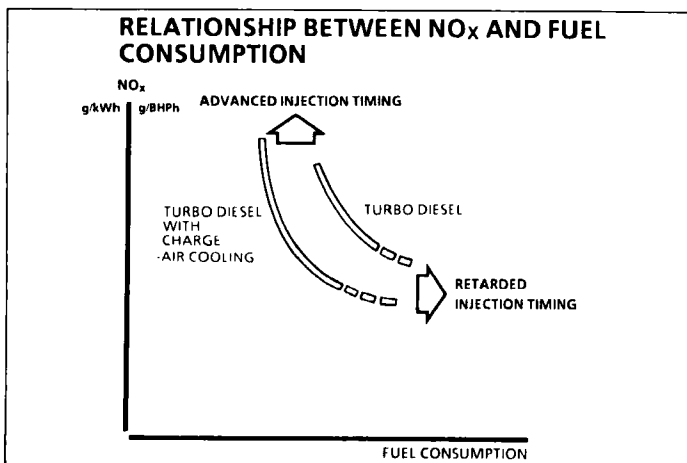 RELATIONSHIP BETWEEN NOx AND FUEL
CONSUMPTION
NOx
g/kWh g/BHPh
ADVANCED INJECTION TIMING
TURBO DIESEL
WITH
CHARGE
-AIR COOLING
TURBO DIESEL
RETARDED
INJECTION TIMING
FUEL CONSUMPTION